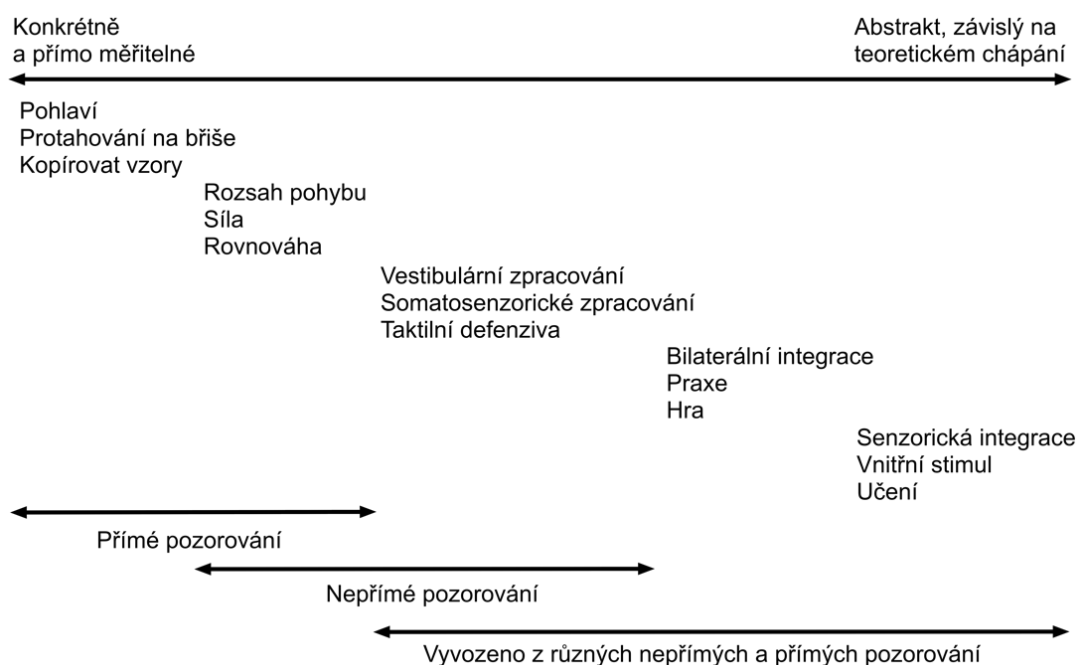 Konkrétně
a přímo měřitelné
Abstrakt, závislý na
teoretickém chápání
Pohlaví
Protahování na břiše
Kopírovat vzory
Rozsah pohybu
Síla
Rovnováha
Vestibulární zpracování
Somatosenzorické zpracování
Taktilní defenziva
Bilaterální integrace
Praxe
Hra
Senzorická integrace
Vnitřní stimul
Učení
Přímé pozorování
Nepřímé pozorování
Vyvozeno z různých nepřímých a přímých pozorování